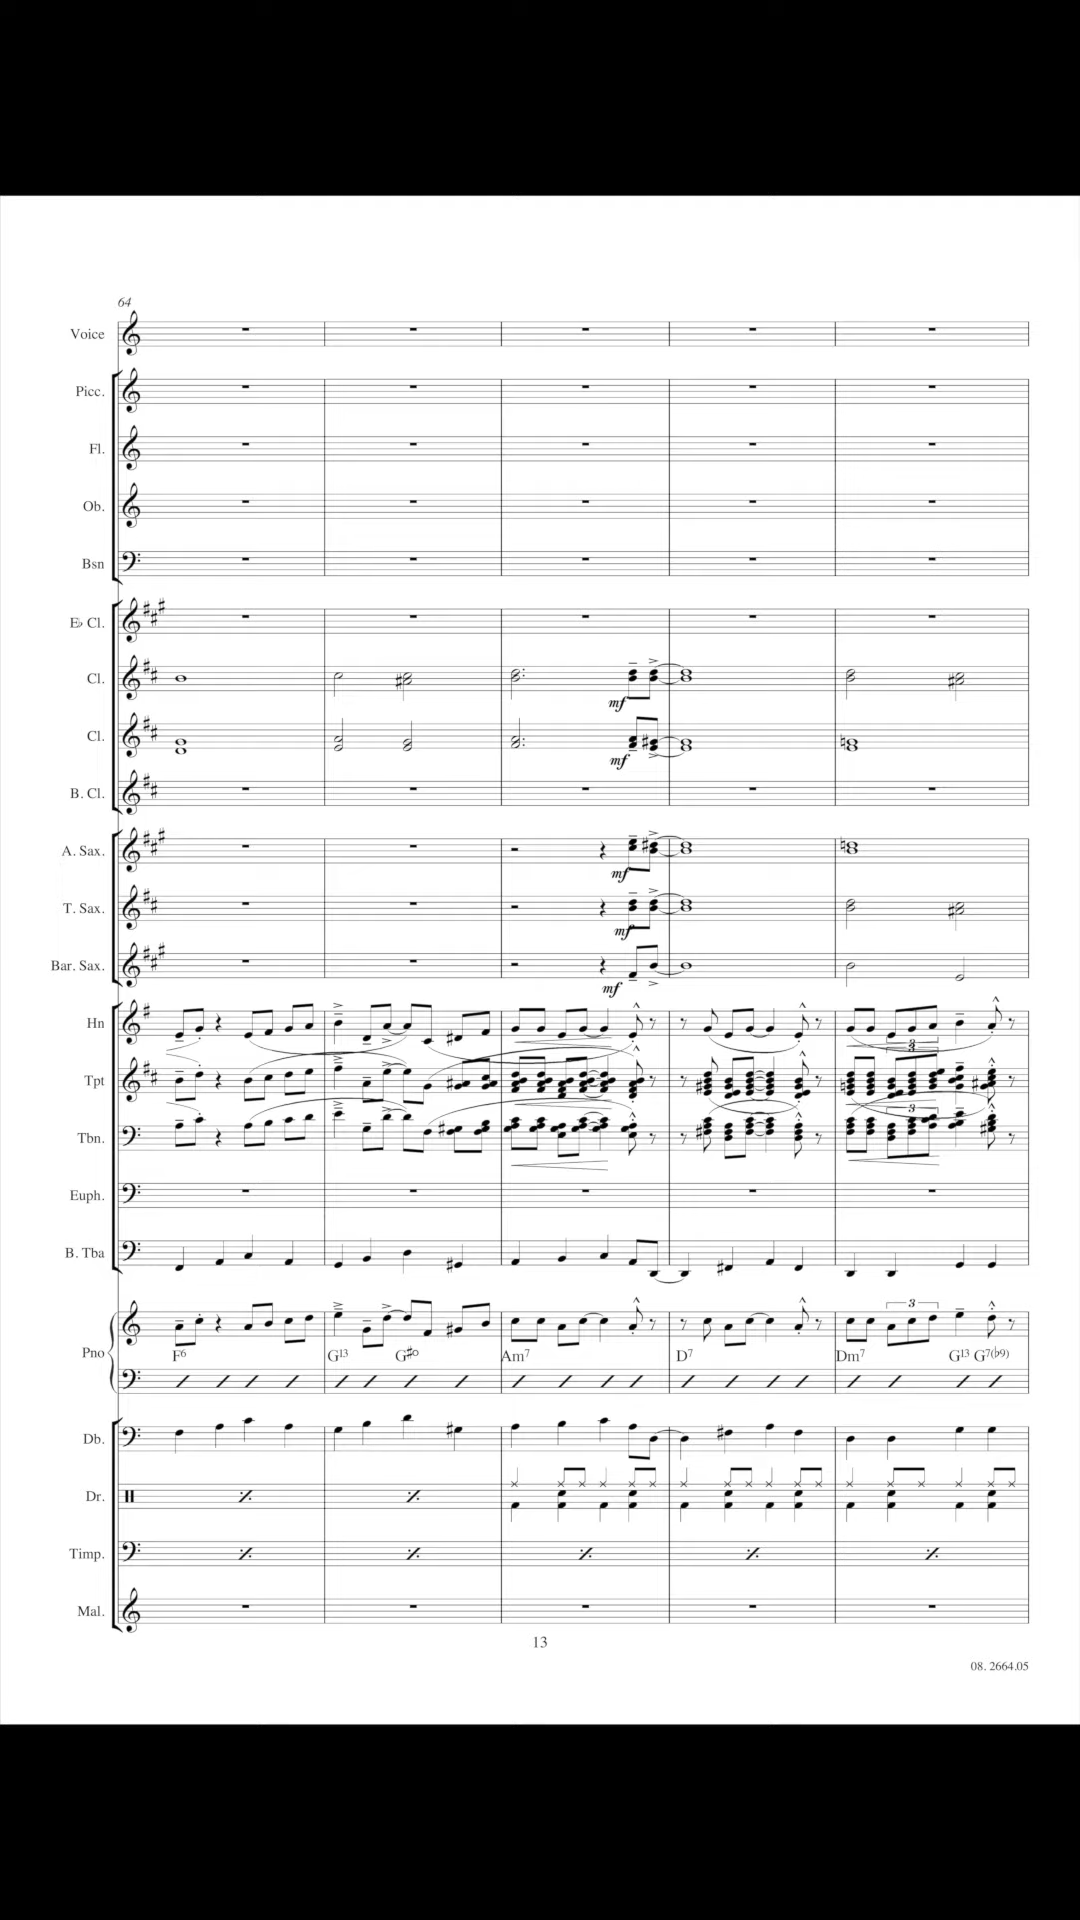 64
Voice
Picc.
Fl.
Ob.
Bsn
E♭ Cl.
Cl.
mf
Cl.
mf
B. Cl.
A. Sax.
mf
T. Sax.
mf
Bar. Sax.
mf
Hn
3
Tpt
3
Tbn.
3
Euph.
B. Tba
3
Pno
F6 G13 G#o Am7 D7 Dm7 G13 G7(♭9)
Db.
Dr.
Timp.
Mal.
13
08. 2664.05